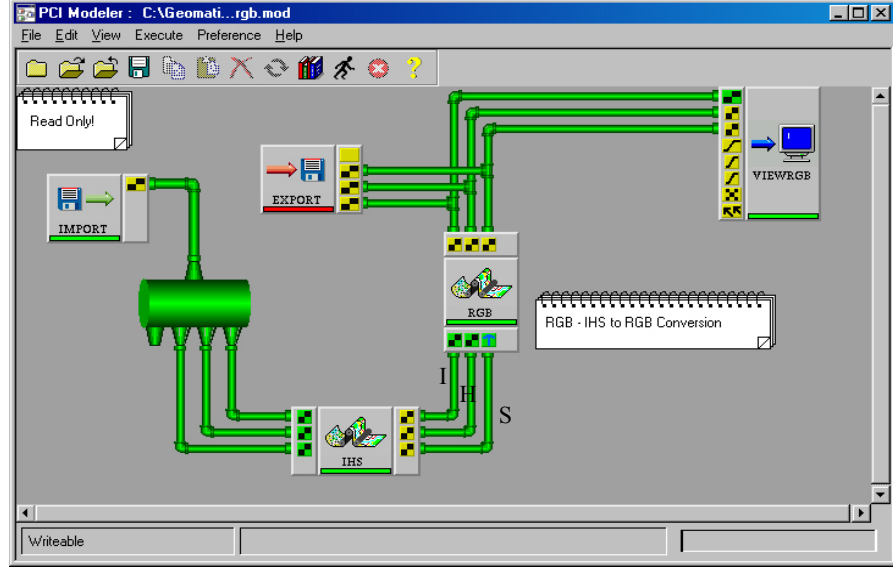 PCI Modeler : C:\Geomati...rgb.mod
File Edit View Execute Preference Help
Read Only!
IMPORT
EXPORT
VIEWRGB
RGB
RGB - IHS to RGB Conversion
I
H
S
IHS
Writeable